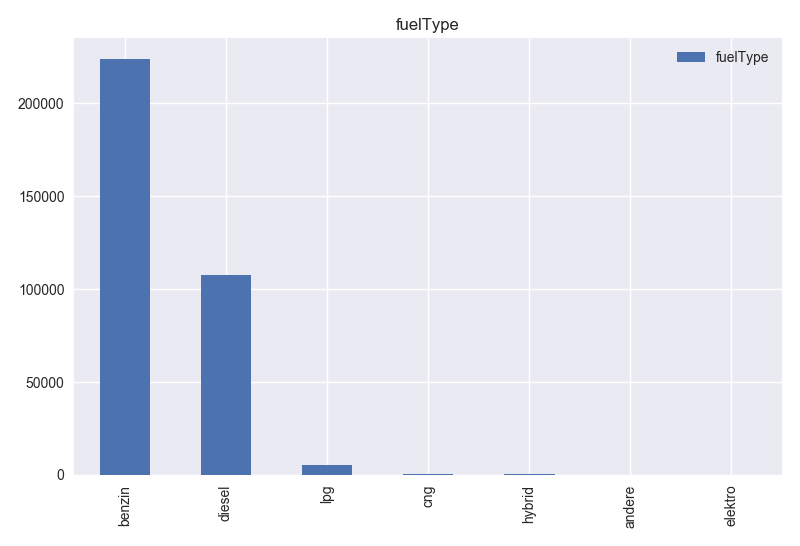 fuelType
fuelType
200000
150000
100000
50000
0
benzin
diesel
lpg
cng
hybrid
andere
elektro